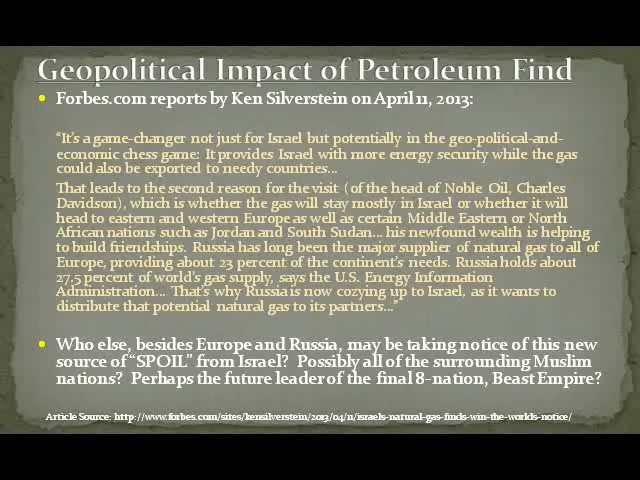 Geopolitical Impact of Petroleum Find
• Forbes.com reports by Ken Silverstein on April 11, 2013:
“It’s a game-changer not just for Israel but potentially in the geo-political-and-
economic chess game: It provides Israel with more energy security while the gas
could also be exported to needy countries…
That leads to the second reason for the visit (of the head of Noble Oil, Charles
Davidson), which is whether the gas will stay mostly in Israel or whether it will
head to eastern and western Europe as well as certain Middle Eastern or North
African nations such as Jordan and South Sudan… his newfound wealth is helping
to build friendships. Russia has long been the major supplier of natural gas to all of
Europe, providing about 23 percent of the continent’s needs. Russia holds about
27.5 percent of world’s gas supply, says the U.S. Energy Information
Administration… That’s why Russia is now cozying up to Israel, as it wants to
distribute that potential natural gas to its partners…”
• Who else, besides Europe and Russia, may be taking notice of this new
source of “SPOIL” from Israel? Possibly all of the surrounding Muslim
nations? Perhaps the future leader of the final 8-nation, Beast Empire?
Article Source: http://www.forbes.com/sites/kensilverstein/2013/04/11/israels-natural-gas-finds-win-the-worlds-notice/